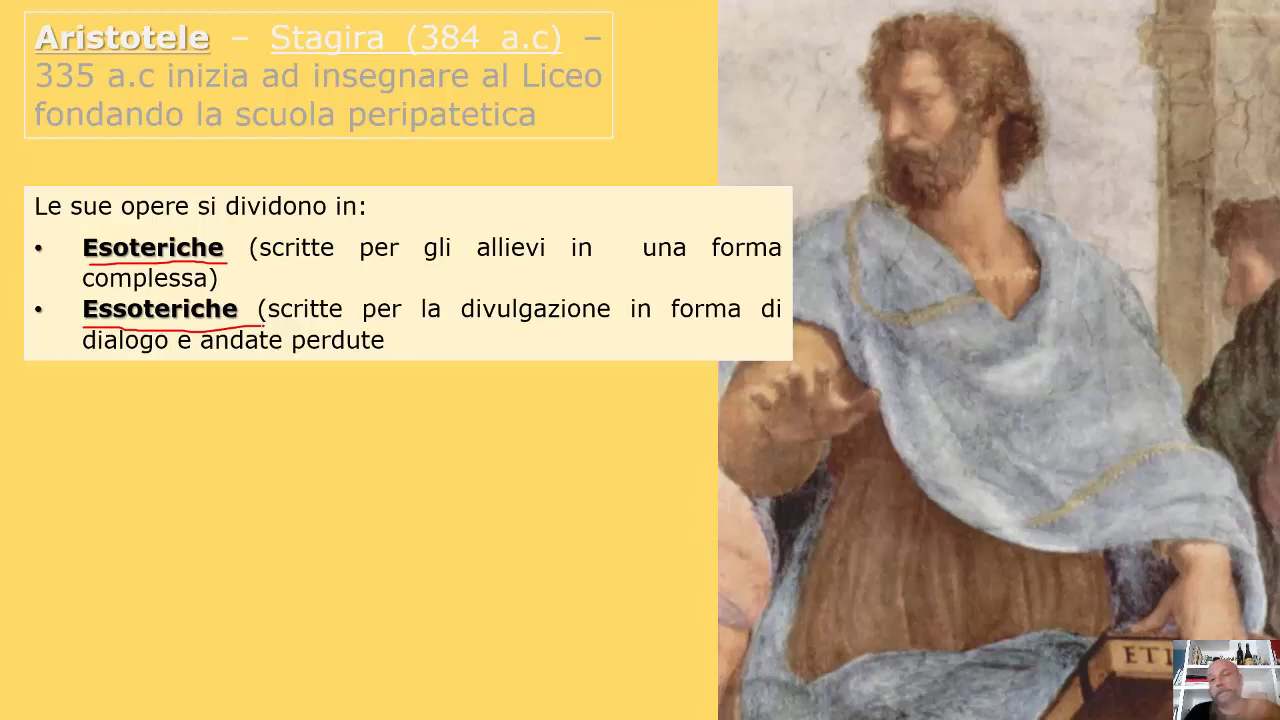 Aristotele – Stagira (384 a.c) –
335 a.c inizia ad insegnare al Liceo
fondando la scuola peripatetica
Le sue opere si dividono in:
• Esoteriche (scritte per gli allievi in una forma
complessa)
• Essoteriche (scritte per la divulgazione in forma di
dialogo e andate perdute
ETI